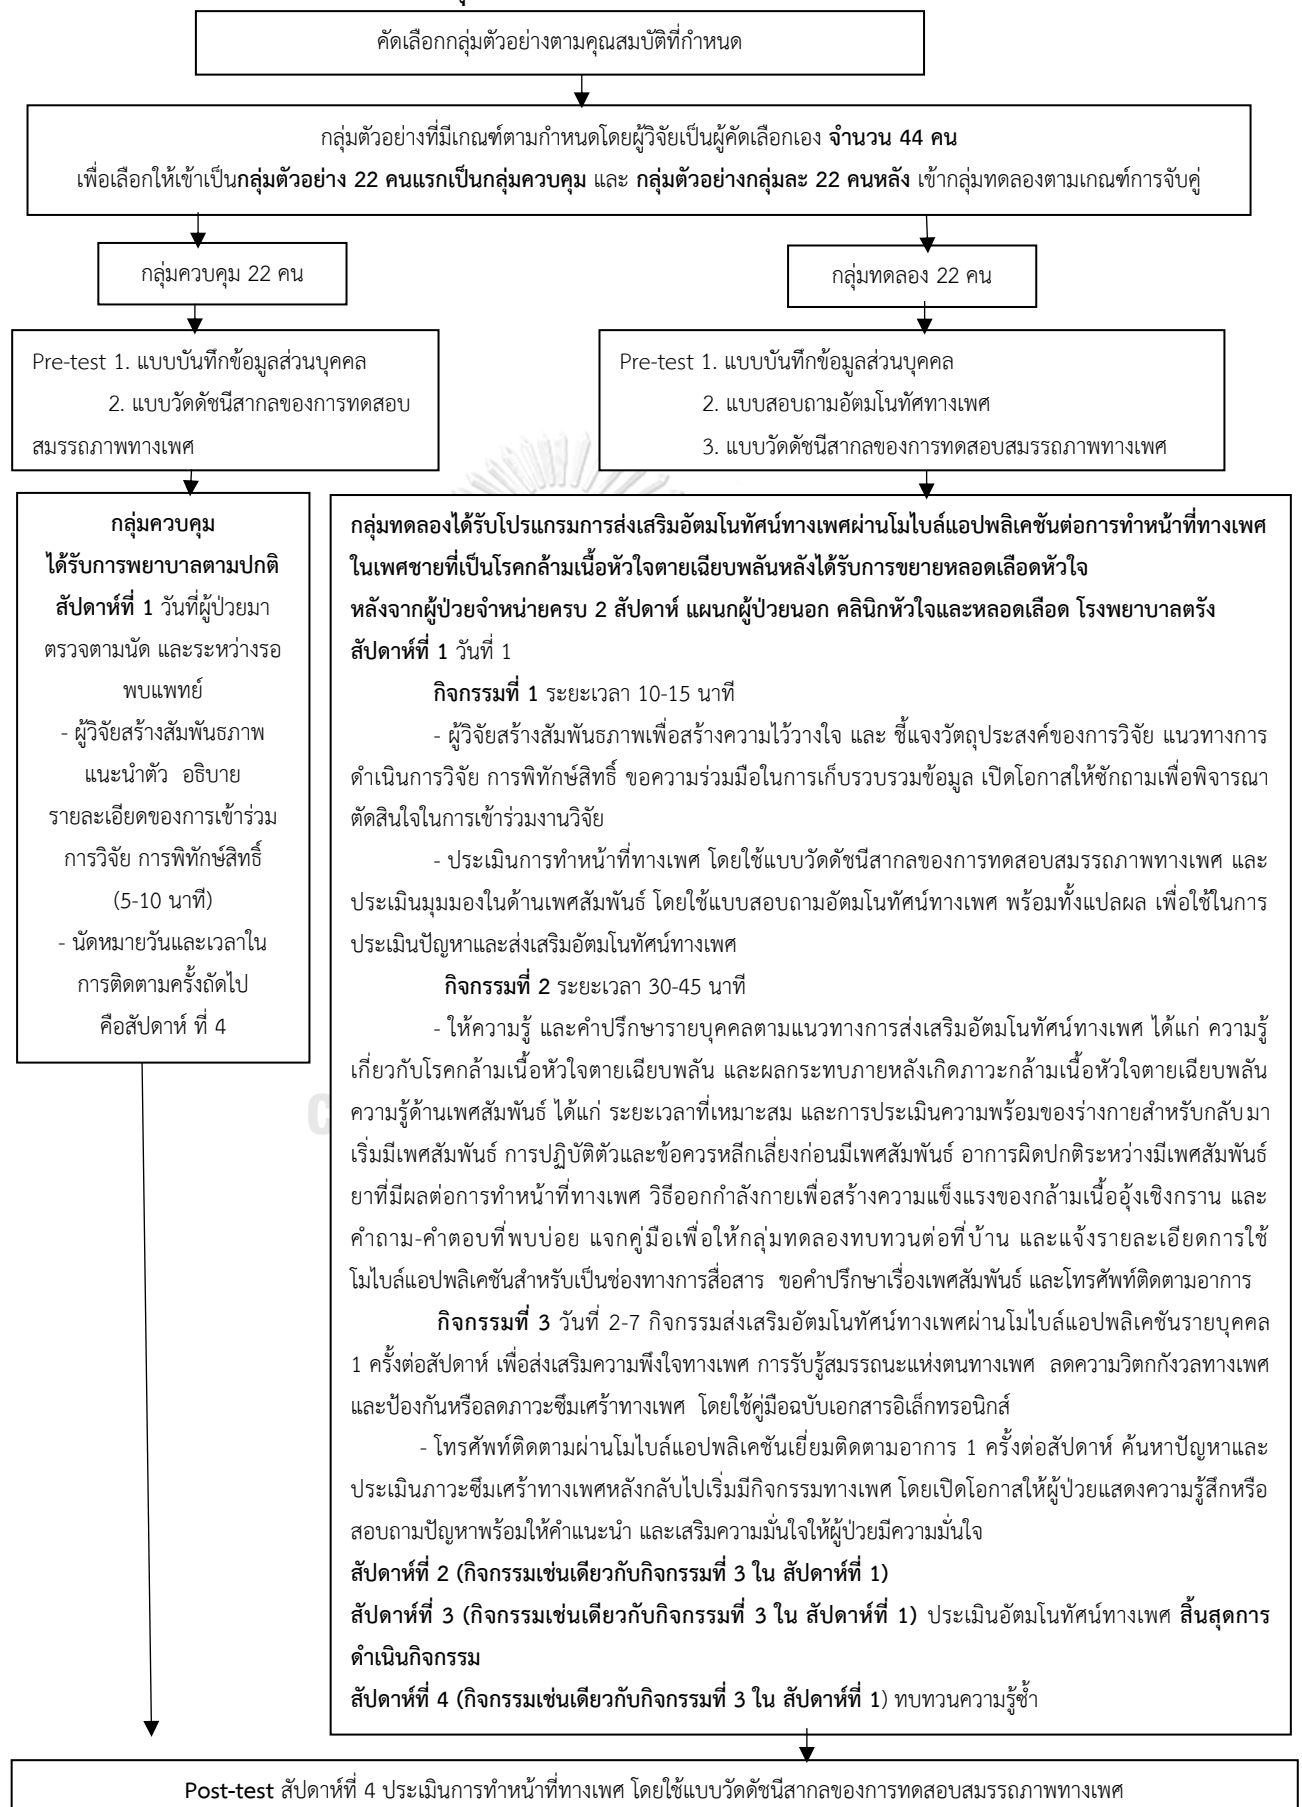 คัดเลือกกลุ่มตัวอย่างตามคุณสมบัติที่กำหนด
กลุ่มตัวอย่างที่มีเกณฑ์ตามกำหนดโดยผู้วิจัยเป็นผู้คัดเลือกเอง จำนวน 44 คน
เพื่อเลือกให้เข้าเป็นกลุ่มตัวอย่าง 22 คนแรกเป็นกลุ่มควบคุม และ กลุ่มตัวอย่างกลุ่มละ 22 คนหลัง เข้ากลุ่มทดลองตามเกณฑ์การจับคู่
กลุ่มควบคุม 22 คน
กลุ่มทดลอง 22 คน
Pre-test 1. แบบบันทึกข้อมูลส่วนบุคคล
2. แบบวัดดัชนีสากลของการทดสอบ
สมรรถภาพทางเพศ
Pre-test 1. แบบบันทึกข้อมูลส่วนบุคคล
2. แบบสอบถามอัตมโนทัศทางเพศ
3. แบบวัดดัชนีสากลของการทดสอบสมรรถภาพทางเพศ
กลุ่มควบคุม
ได้รับการพยาบาลตามปกติ
สัปดาห์ที่ 1 วันที่ผู้ป่วยมา
ตรวจตามนัด และระหว่างรอ
พบแพทย์
- ผู้วิจัยสร้างสัมพันธภาพ
แนะนำตัว อธิบาย
รายละเอียดของการเข้าร่วม
การวิจัย การพิทักษ์สิทธิ์
(5-10 นาที)
- นัดหมายวันและเวลาใน
การติดตามครั้งถัดไป
คือสัปดาห์ ที่ 4
กลุ่มทดลองได้รับโปรแกรมการส่งเสริมอัตมโนทัศน์ทางเพศผ่านโมไบล์แอปพลิเคชันต่อการทำหน้าที่ทางเพศ
ในเพศชายที่เป็นโรคกล้ามเนื้อหัวใจตายเฉียบพลันหลังได้รับการขยายหลอดเลือดหัวใจ
หลังจากผู้ป่วยจำหน่ายครบ 2 สัปดาห์ แผนกผู้ป่วยนอก คลินิกหัวใจและหลอดเลือด โรงพยาบาลตรัง
สัปดาห์ที่ 1 วันที่ 1
กิจกรรมที่ 1 ระยะเวลา 10-15 นาที
- ผู้วิจัยสร้างสัมพันธภาพเพื่อสร้างความไว้วางใจ และ ชี้แจงวัตถุประสงค์ของการวิจัย แนวทางการ
ดำเนินการวิจัย การพิทักษ์สิทธิ์ ขอความร่วมมือในการเก็บรวบรวมข้อมูล เปิดโอกาสให้ซักถามเพื่อพิจารณา
ตัดสินใจในการเข้าร่วมงานวิจัย
- ประเมินการทำหน้าที่ทางเพศ โดยใช้แบบวัดดัชนีสากลของการทดสอบสมรรถภาพทางเพศ และ
ประเมินมุมมองในด้านเพศสัมพันธ์ โดยใช้แบบสอบถามอัตมโนทัศน์ทางเพศ พร้อมทั้งแปลผล เพื่อใช้ในการ
ประเมินปัญหาและส่งเสริมอัตมโนทัศน์ทางเพศ
กิจกรรมที่ 2 ระยะเวลา 30-45 นาที
- ให้ความรู้ และคำปรึกษารายบุคคลตามแนวทางการส่งเสริมอัตมโนทัศน์ทางเพศ ได้แก่ ความรู้
เกี่ยวกับโรคกล้ามเนื้อหัวใจตายเฉียบพลัน และผลกระทบภายหลังเกิดภาวะกล้ามเนื้อหัวใจตายเฉียบพลัน
ความรู้ด้านเพศสัมพันธ์ ได้แก่ ระยะเวลาที่เหมาะสม และการประเมินความพร้อมของร่างกายสำหรับกลับมา
เริ่มมีเพศสัมพันธ์ การปฏิบัติตัวและข้อควรหลีกเลี่ยงก่อนมีเพศสัมพันธ์ อาการผิดปกติระหว่างมีเพศสัมพันธ์
ยาที่มีผลต่อการทำหน้าที่ทางเพศ วิธีออกกำลังกายเพื่อสร้างความแข็งแรงของกล้ามเนื้ออุ้งเชิงกราน และ
คำถาม-คำตอบที่พบบ่อย แจกคู่มือเพื่อให้กลุ่มทดลองทบทวนต่อที่บ้าน และแจ้งรายละเอียดการใช้
โมไบล์แอปพลิเคชันสำหรับเป็นช่องทางการสื่อสาร ขอคำปรึกษาเรื่องเพศสัมพันธ์ และโทรศัพท์ติดตามอาการ
กิจกรรมที่ 3 วันที่ 2-7 กิจกรรมส่งเสริมอัตมโนทัศน์ทางเพศผ่านโมไบล์แอปพลิเคชันรายบุคคล
1 ครั้งต่อสัปดาห์ เพื่อส่งเสริมความพึงใจทางเพศ การรับรู้สมรรถนะแห่งตนทางเพศ ลดความวิตกกังวลทางเพศ
และป้องกันหรือลดภาวะซึมเศร้าทางเพศ โดยใช้คู่มือฉบับเอกสารอิเล็กทรอนิกส์
- โทรศัพท์ติดตามผ่านโมไบล์แอปพลิเคชันเยี่ยมติดตามอาการ 1 ครั้งต่อสัปดาห์ ค้นหาปัญหาและ
ประเมินภาวะซึมเศร้าทางเพศหลังกลับไปเริ่มมีกิจกรรมทางเพศ โดยเปิดโอกาสให้ผู้ป่วยแสดงความรู้สึกหรือ
สอบถามปัญหาพร้อมให้คำแนะนำ และเสริมความมั่นใจให้ผู้ป่วยมีความมั่นใจ
สัปดาห์ที่ 2 (กิจกรรมเช่นเดียวกับกิจกรรมที่ 3 ใน สัปดาห์ที่ 1)
สัปดาห์ที่ 3 (กิจกรรมเช่นเดียวกับกิจกรรมที่ 3 ใน สัปดาห์ที่ 1) ประเมินอัตมโนทัศน์ทางเพศ สิ้นสุดการ
ดำเนินกิจกรรม
สัปดาห์ที่ 4 (กิจกรรมเช่นเดียวกับกิจกรรมที่ 3 ใน สัปดาห์ที่ 1) ทบทวนความรู้ซ้ำ
Post-test สัปดาห์ที่ 4 ประเมินการทำหน้าที่ทางเพศ โดยใช้แบบวัดดัชนีสากลของการทดสอบสมรรถภาพทางเพศ